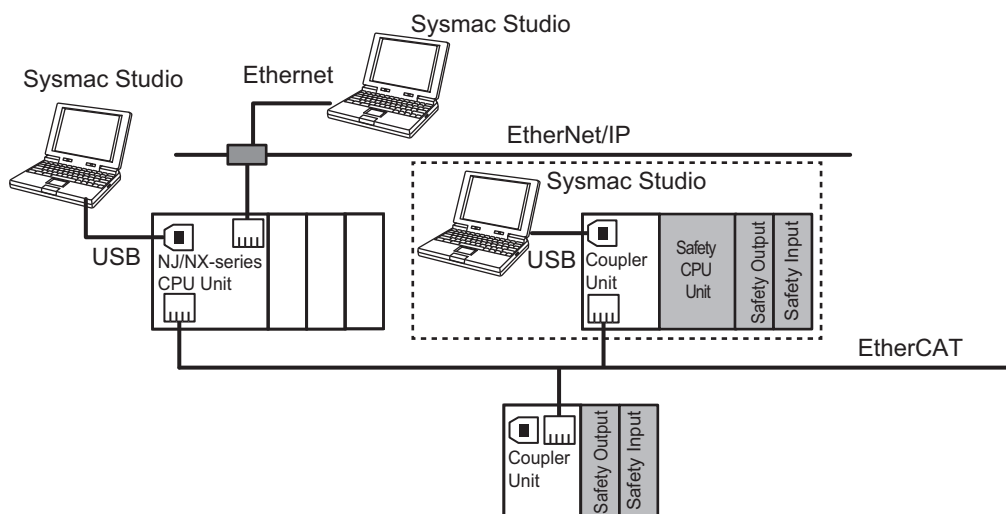 Sysmac Studio
Sysmac Studio
Ethernet
EtherNet/IP
Sysmac Studio
USB
NJ/NX-series
CPU Unit
USB
Coupler
Unit
Safety
CPU
Unit
Safety Output
Safety Input
EtherCAT
Coupler
Unit
Safety Output
Safety Input